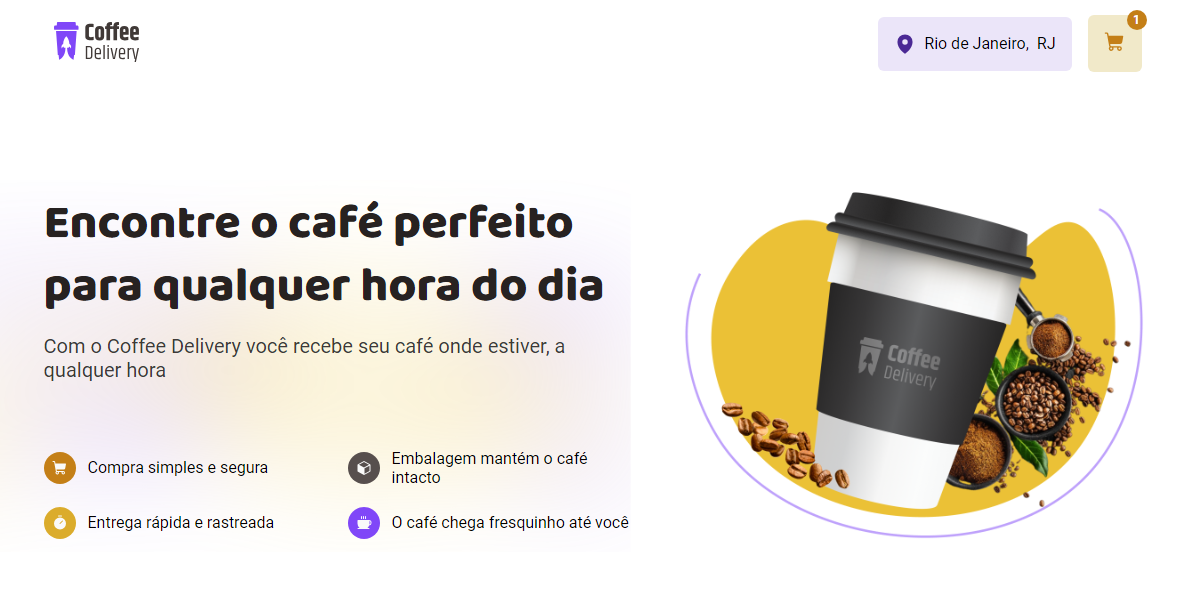 Coffee
Delivery
Rio de Janeiro, RJ
1
Encontre o café perfeito
para qualquer hora do dia
Com o Coffee Delivery você recebe seu café onde estiver, a
qualquer hora
Compra simples e segura
Embalagem mantém o café
intacto
Entrega rápida e rastreada
O café chega fresquinho até você
Coffee
Delivery